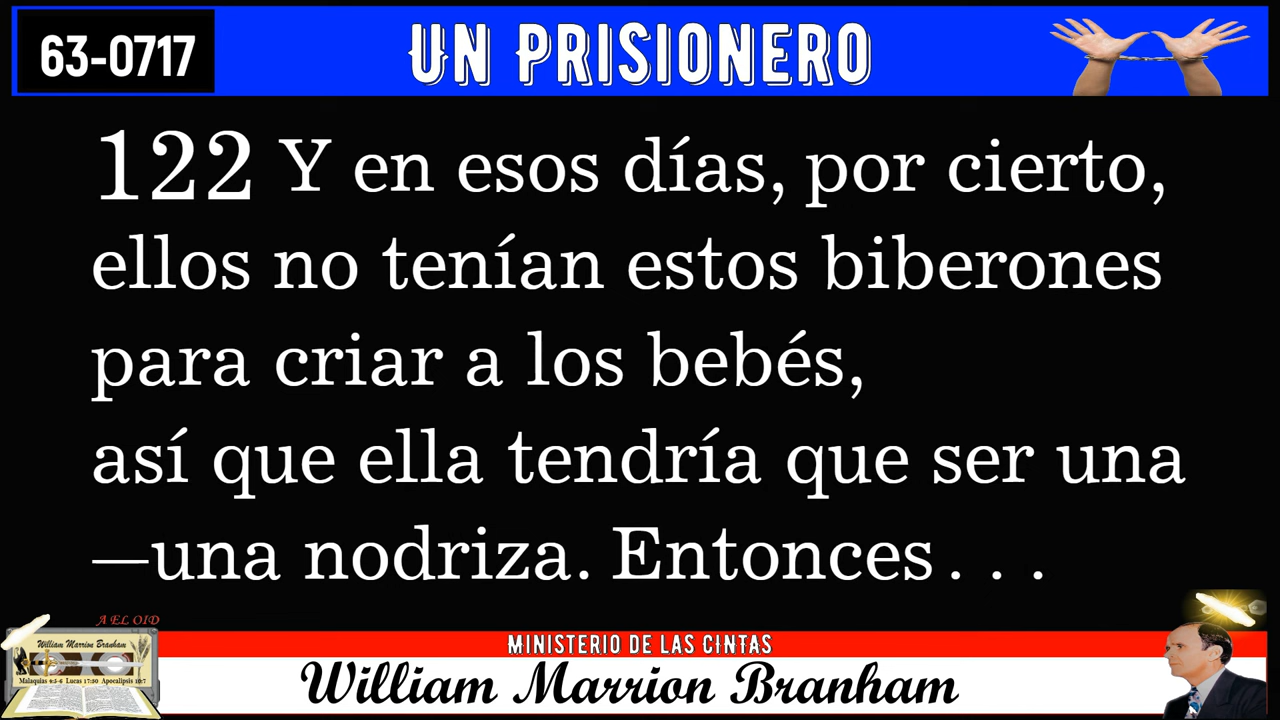 63-0717
UN PRISIONERO
122 Y en esos días, por cierto,
ellos no tenían estos biberones
para criar a los bebés,
así que ella tendría que ser una
—una nodriza. Entonces . . .
A EL OID
William Marrion Branham
Malaquias 4:5-6 Lucas 17:30 Apocalipsis 10:7
MINISTERIO DE LAS CINTAS
William Marrion Branham